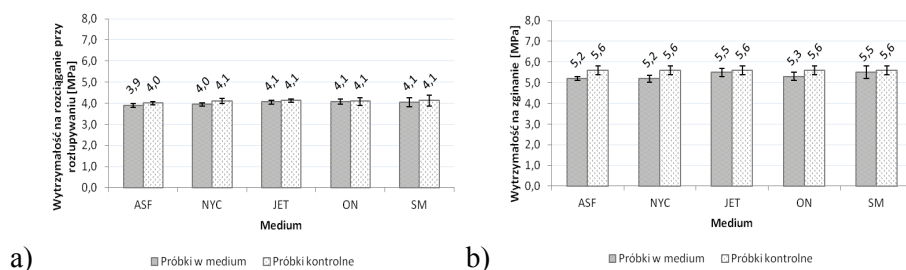 Wytrzymałość na rozciąganie przy
rozłupywaniu [MPa]
8,0
7,0
6,0
5,0
4,0
3,0
2,0
1,0
0,0
3,9 4,0 4,0 4,1 4,1 4,1 4,1 4,1 4,1 4,1
ASF NYC JET ON SM
Medium
a)
Próbki w medium Próbki kontrolne
Wytrzymałość na zginanie [MPa]
8,0
7,0
6,0
5,0
4,0
3,0
2,0
1,0
0,0
5,2 5,6 5,2 5,6 5,5 5,6 5,3 5,6 5,5 5,6
ASF NYC JET ON SM
Medium
b)
Próbki w medium Próbki kontrolne